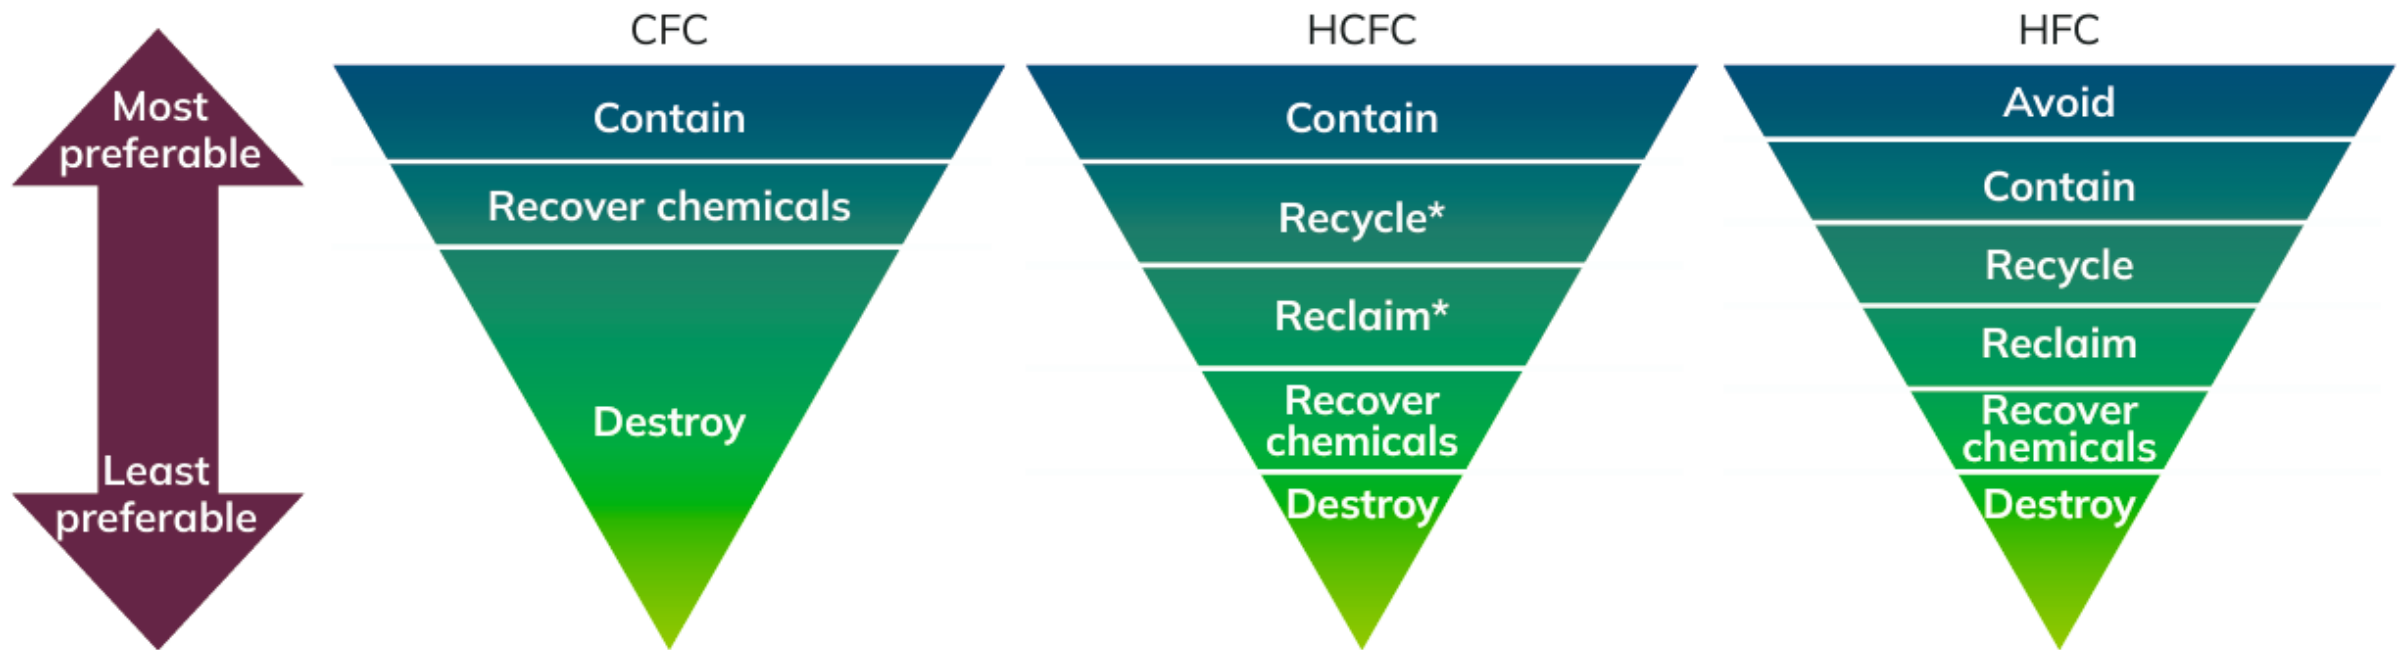 Most
preferable
Least
preferable
CFC
Contain
Recover chemicals
Destroy
HCFC
Contain
Recycle*
Reclaim*
Recover
chemicals
Destroy
HFC
Avoid
Contain
Recycle
Reclaim
Recover
chemicals
Destroy